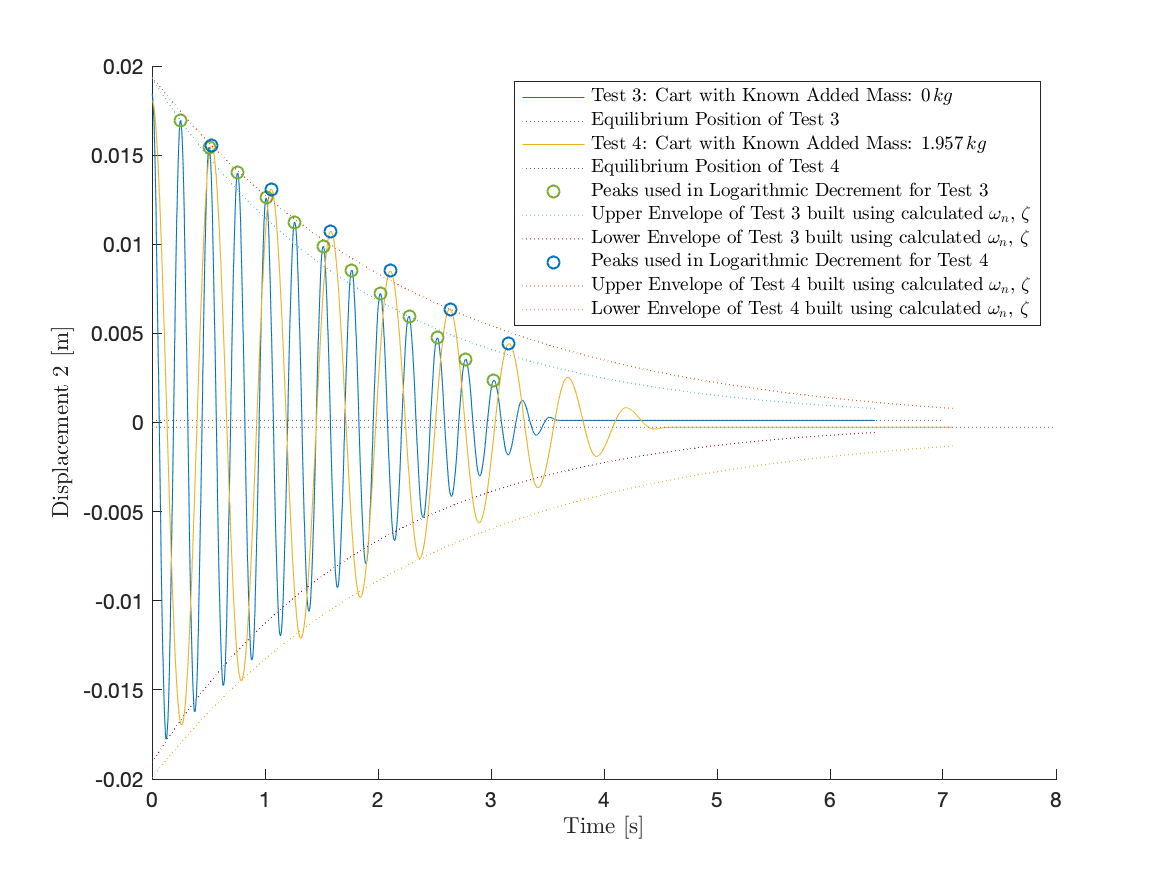 0.02
0.015
0.01
0.005
0
-0.005
-0.01
-0.015
-0.02
Displacement 2 [m]
Test 3: Cart with Known Added Mass: 0 kg
Equilibrium Position of Test 3
Test 4: Cart with Known Added Mass: 1.957 kg
Equilibrium Position of Test 4
Peaks used in Logarithmic Decrement for Test 3
Upper Envelope of Test 3 built using calculated ωn, ζ
Lower Envelope of Test 3 built using calculated ωn, ζ
Peaks used in Logarithmic Decrement for Test 4
Upper Envelope of Test 4 built using calculated ωn, ζ
Lower Envelope of Test 4 built using calculated ωn, ζ
0 1 2 3 4 5 6 7 8
Time [s]